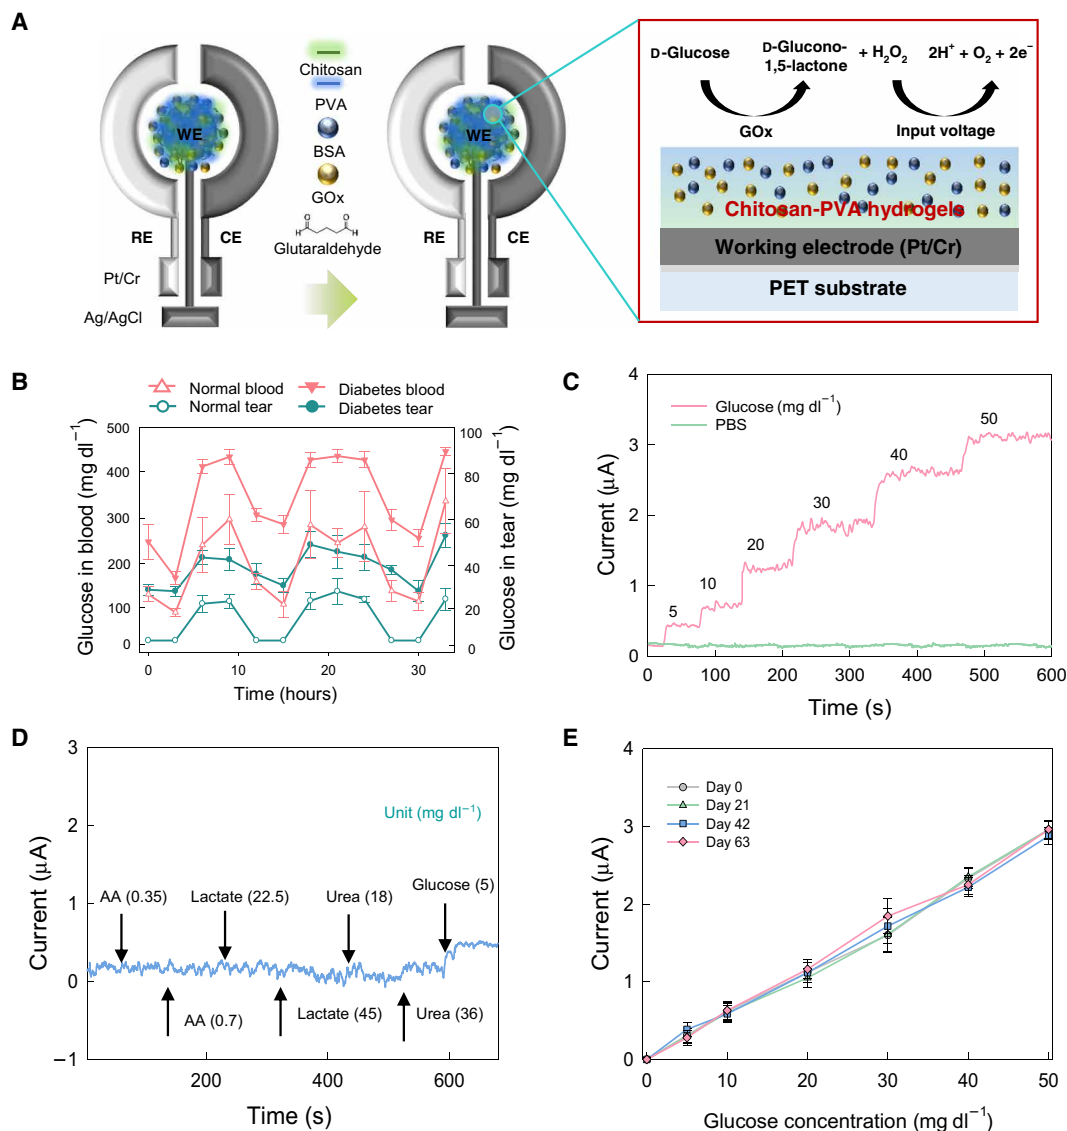 A
WE
RE
CE
Pt/Cr
Ag/AgCl
Chitosan
PVA
BSA
GOx
H
O
O
H
Glutaraldehyde
WE
RE
CE
D-Glucose
D-Glucono-
1,5-lactone
+ H₂O₂
2H⁺ + O₂ + 2e⁻
GOx
Input voltage
Chitosan-PVA hydrogels
Working electrode (Pt/Cr)
PET substrate
B
Normal blood
Diabetes blood
Normal tear
Diabetes tear
Glucose in blood (mg dl⁻¹)
500
400
300
200
100
0
100
80
60
40
20
0
Glucose in tear (mg dl⁻¹)
0
10
20
30
Time (hours)
C
Glucose (mg dl⁻¹)
PBS
Current (μA)
4
3
2
1
0
5
10
20
30
40
50
0 100 200 300 400 500 600
Time (s)
D
Current (μA)
3
2
1
0
−1
Unit (mg dl⁻¹)
AA (0.35)
Lactate (22.5)
Urea (18)
Glucose (5)
AA (0.7)
Lactate (45)
Urea (36)
200 400 600
Time (s)
E
Day 0
Day 21
Day 42
Day 63
Current (μA)
4
3
2
1
0
0 10 20 30 40 50
Glucose concentration (mg dl⁻¹)